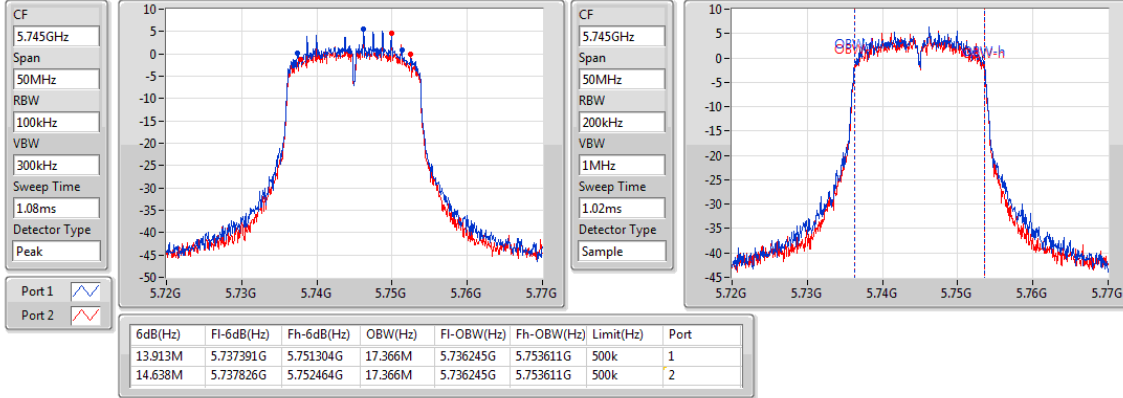 CF
5.745GHz
Span
50MHz
RBW
100kHz
VBW
300kHz
Sweep Time
1.08ms
Detector Type
Peak
Port 1
Port 2
10
5
0
-5
-10
-15
-20
-25
-30
-35
-40
-45
-50
5.72G 5.73G 5.74G 5.75G 5.76G 5.77G
CF
5.745GHz
Span
50MHz
RBW
200kHz
VBW
1MHz
Sweep Time
1.02ms
Detector Type
Sample
10
5
0
-5
-10
-15
-20
-25
-30
-35
-40
-45
5.72G 5.73G 5.74G 5.75G 5.76G 5.77G
6dB(Hz) Fl-6dB(Hz) Fh-6dB(Hz) OBW(Hz) Fl-OBW(Hz) Fh-OBW(Hz) Limit(Hz) Port
13.913M 5.737391G 5.751304G 17.366M 5.736245G 5.753611G 500k 1
14.638M 5.737826G 5.752464G 17.366M 5.736245G 5.753611G 500k 2